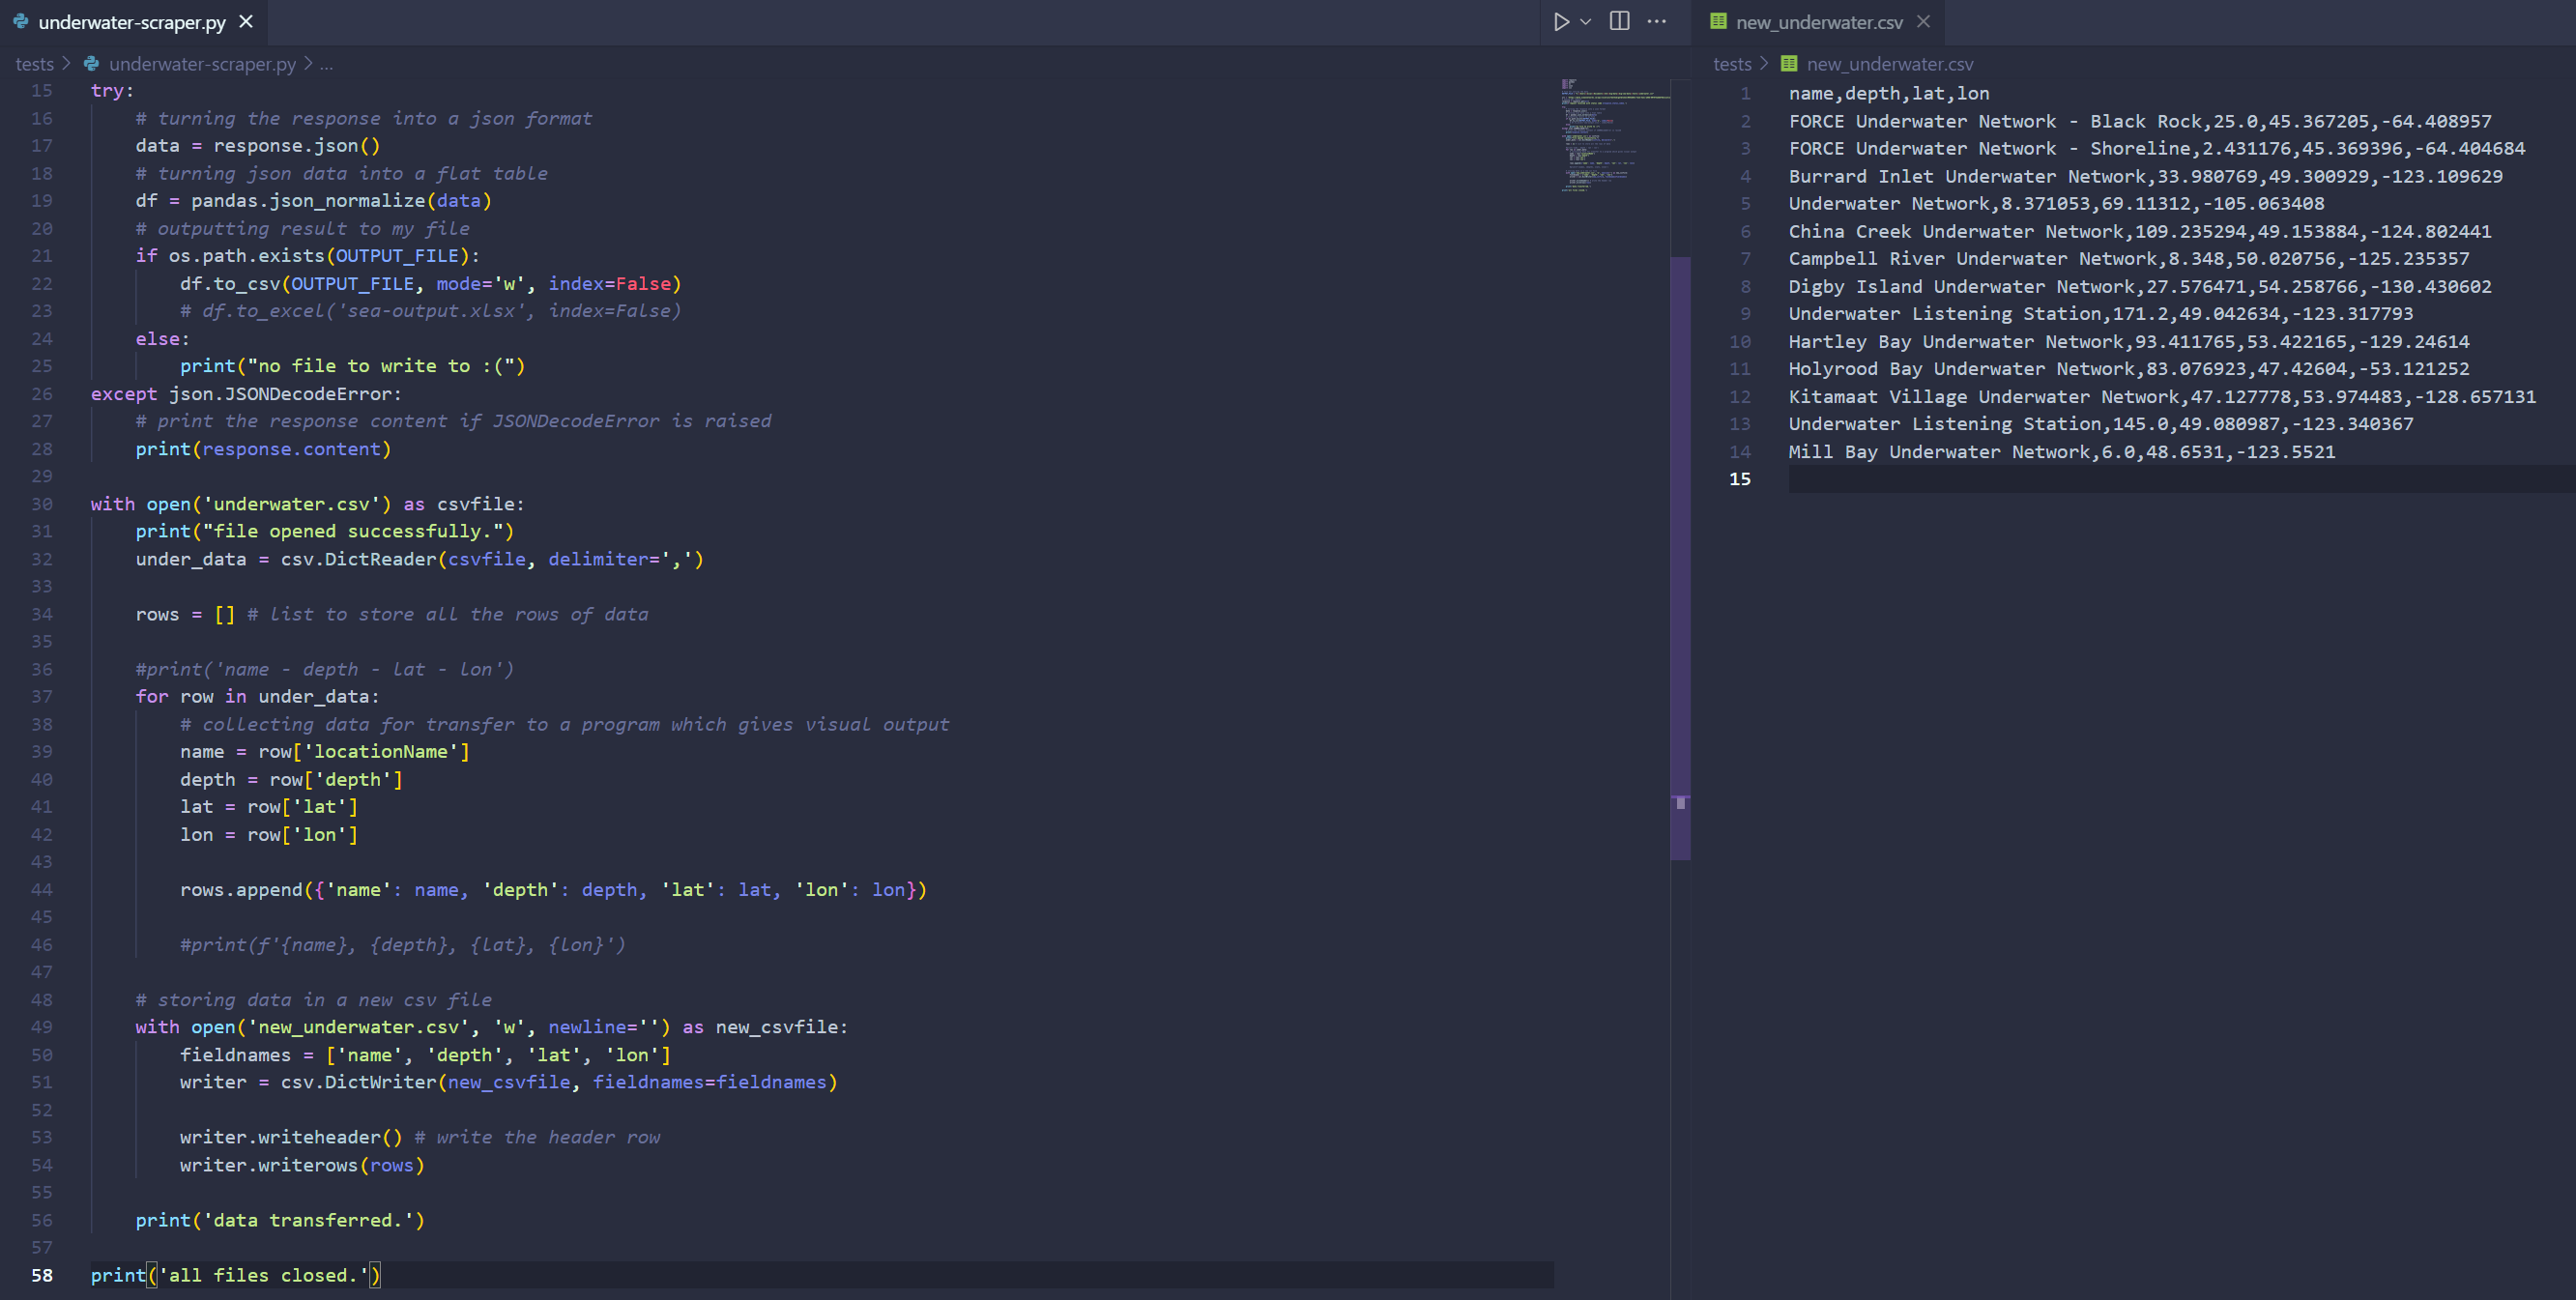 underwater-scraper.py
tests > underwater-scraper.py > ...
15 try:
16     # turning the response into a json format
17     data = response.json()
18     # turning json data into a flat table
19     df = pandas.json_normalize(data)
20     # outputting result to my file
21     if os.path.exists(OUTPUT_FILE):
22         df.to_csv(OUTPUT_FILE, mode='w', index=False)
23         # df.to_excel('sea-output.xlsx', index=False)
24     else:
25         print("no file to write to :(")
26 except json.JSONDecodeError:
27     # print the response content if JSONDecodeError is raised
28     print(response.content)
29
30 with open('underwater.csv') as csvfile:
31     print("file opened successfully.")
32     under_data = csv.DictReader(csvfile, delimiter=',')
33
34     rows = [] # list to store all the rows of data
35
36     #print('name - depth - lat - lon')
37     for row in under_data:
38         # collecting data for transfer to a program which gives visual output
39         name = row['locationName']
40         depth = row['depth']
41         lat = row['lat']
42         lon = row['lon']
43
44         rows.append({'name': name, 'depth': depth, 'lat': lat, 'lon': lon})
45
46         #print(f'{name}, {depth}, {lat}, {lon}')
47
48     # storing data in a new csv file
49     with open('new_underwater.csv', 'w', newline='') as new_csvfile:
50         fieldnames = ['name', 'depth', 'lat', 'lon']
51         writer = csv.DictWriter(new_csvfile, fieldnames=fieldnames)
52
53         writer.writeheader() # write the header row
54         writer.writerows(rows)
55
56     print('data transferred.')
57
58 print('all files closed.')
new_underwater.csv
tests > new_underwater.csv
1 name,depth,lat,lon
2 FORCE Underwater Network - Black Rock,25.0,45.367205,-64.408957
3 FORCE Underwater Network - Shoreline,2.431176,45.369396,-64.404684
4 Burrard Inlet Underwater Network,33.980769,49.300929,-123.109629
5 Underwater Network,8.371053,69.11312,-105.063408
6 China Creek Underwater Network,109.235294,49.153884,-124.802441
7 Campbell River Underwater Network,8.348,50.020756,-125.235357
8 Digby Island Underwater Network,27.576471,54.258766,-130.430602
9 Underwater Listening Station,171.2,49.042634,-123.317793
10 Hartley Bay Underwater Network,93.411765,53.422165,-129.24614
11 Holyrood Bay Underwater Network,83.076923,47.42604,-53.121252
12 Kitamaat Village Underwater Network,47.127778,53.974483,-128.657131
13 Underwater Listening Station,145.0,49.080987,-123.340367
14 Mill Bay Underwater Network,6.0,48.6531,-123.5521
15